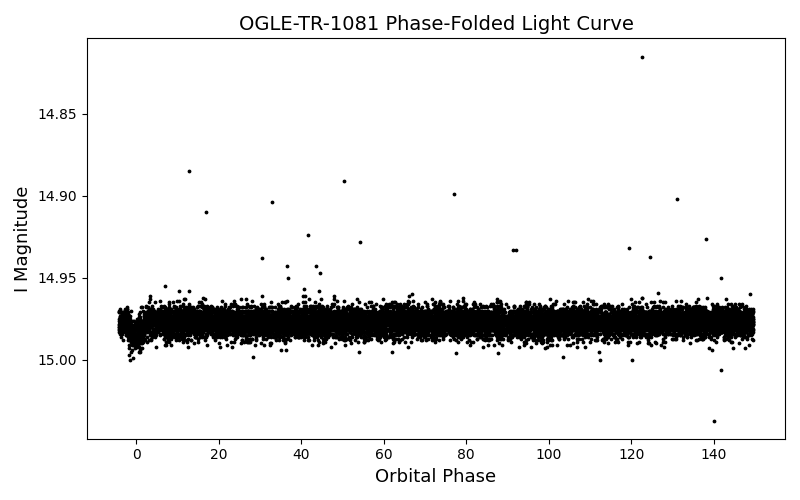 OGLE-TR-1081 Phase-Folded Light Curve
14.85
14.90
14.95
15.00
I Magnitude
0 20 40 60 80 100 120 140
Orbital Phase